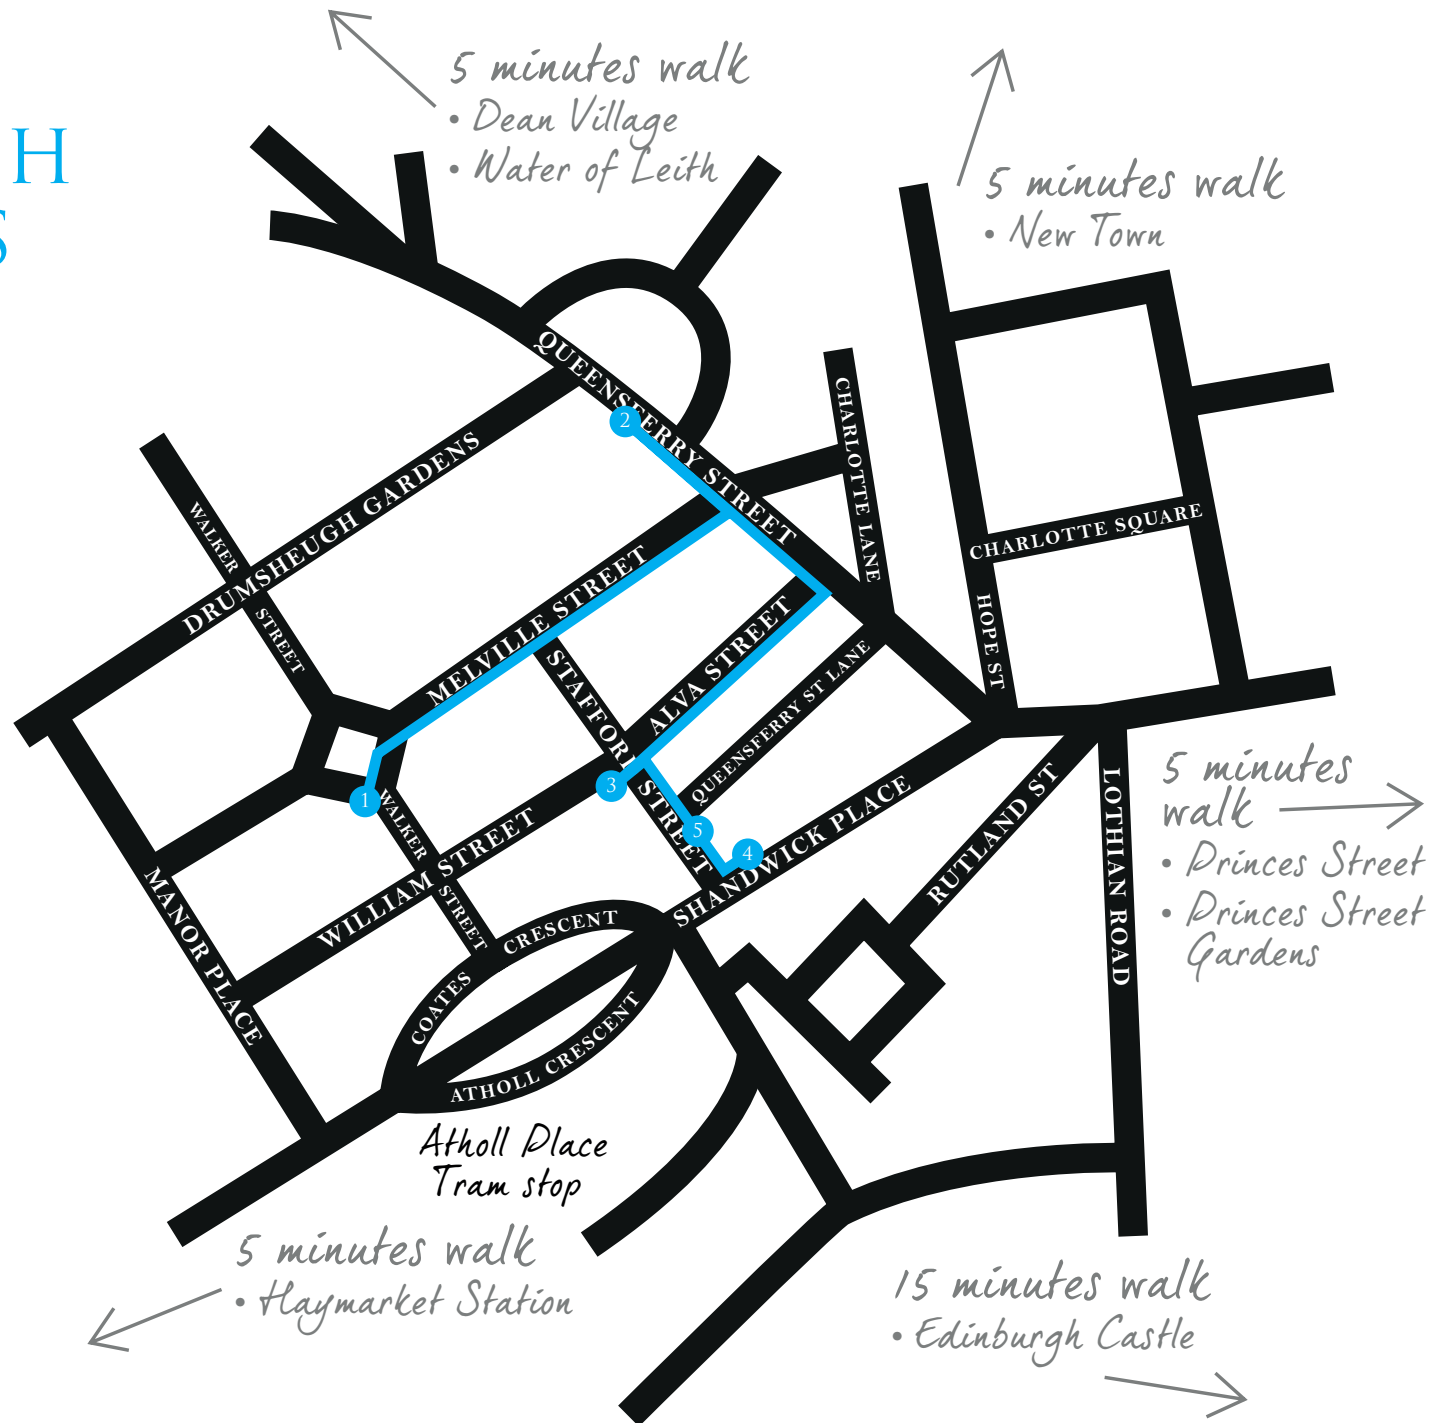 H
S
5 minutes walk
• Dean Village
• Water of Leith
5 minutes walk
• New Town
QUEENSFERRY STREET
CHARLOTTE LANE
DRUMSHEUGH GARDENS
WALKER
STREET
2
MELVILLE STREET
CHARLOTTE SQUARE
HOPE ST
STAFFORD
STREET
ALVA STREET
QUEENSFERRY ST LANE
1
3
5
4
WALKER
STREET
WILLIAM STREET
MANOR PLACE
SHANDWICK PLACE
RUTLAND ST
LOTHIAN ROAD
5 minutes
walk
• Princes Street
• Princes Street
Gardens
COATES
CRESCENT
ATHOLL CRESCENT
Atholl Place
Tram stop
5 minutes walk
• Haymarket Station
15 minutes walk
• Edinburgh Castle